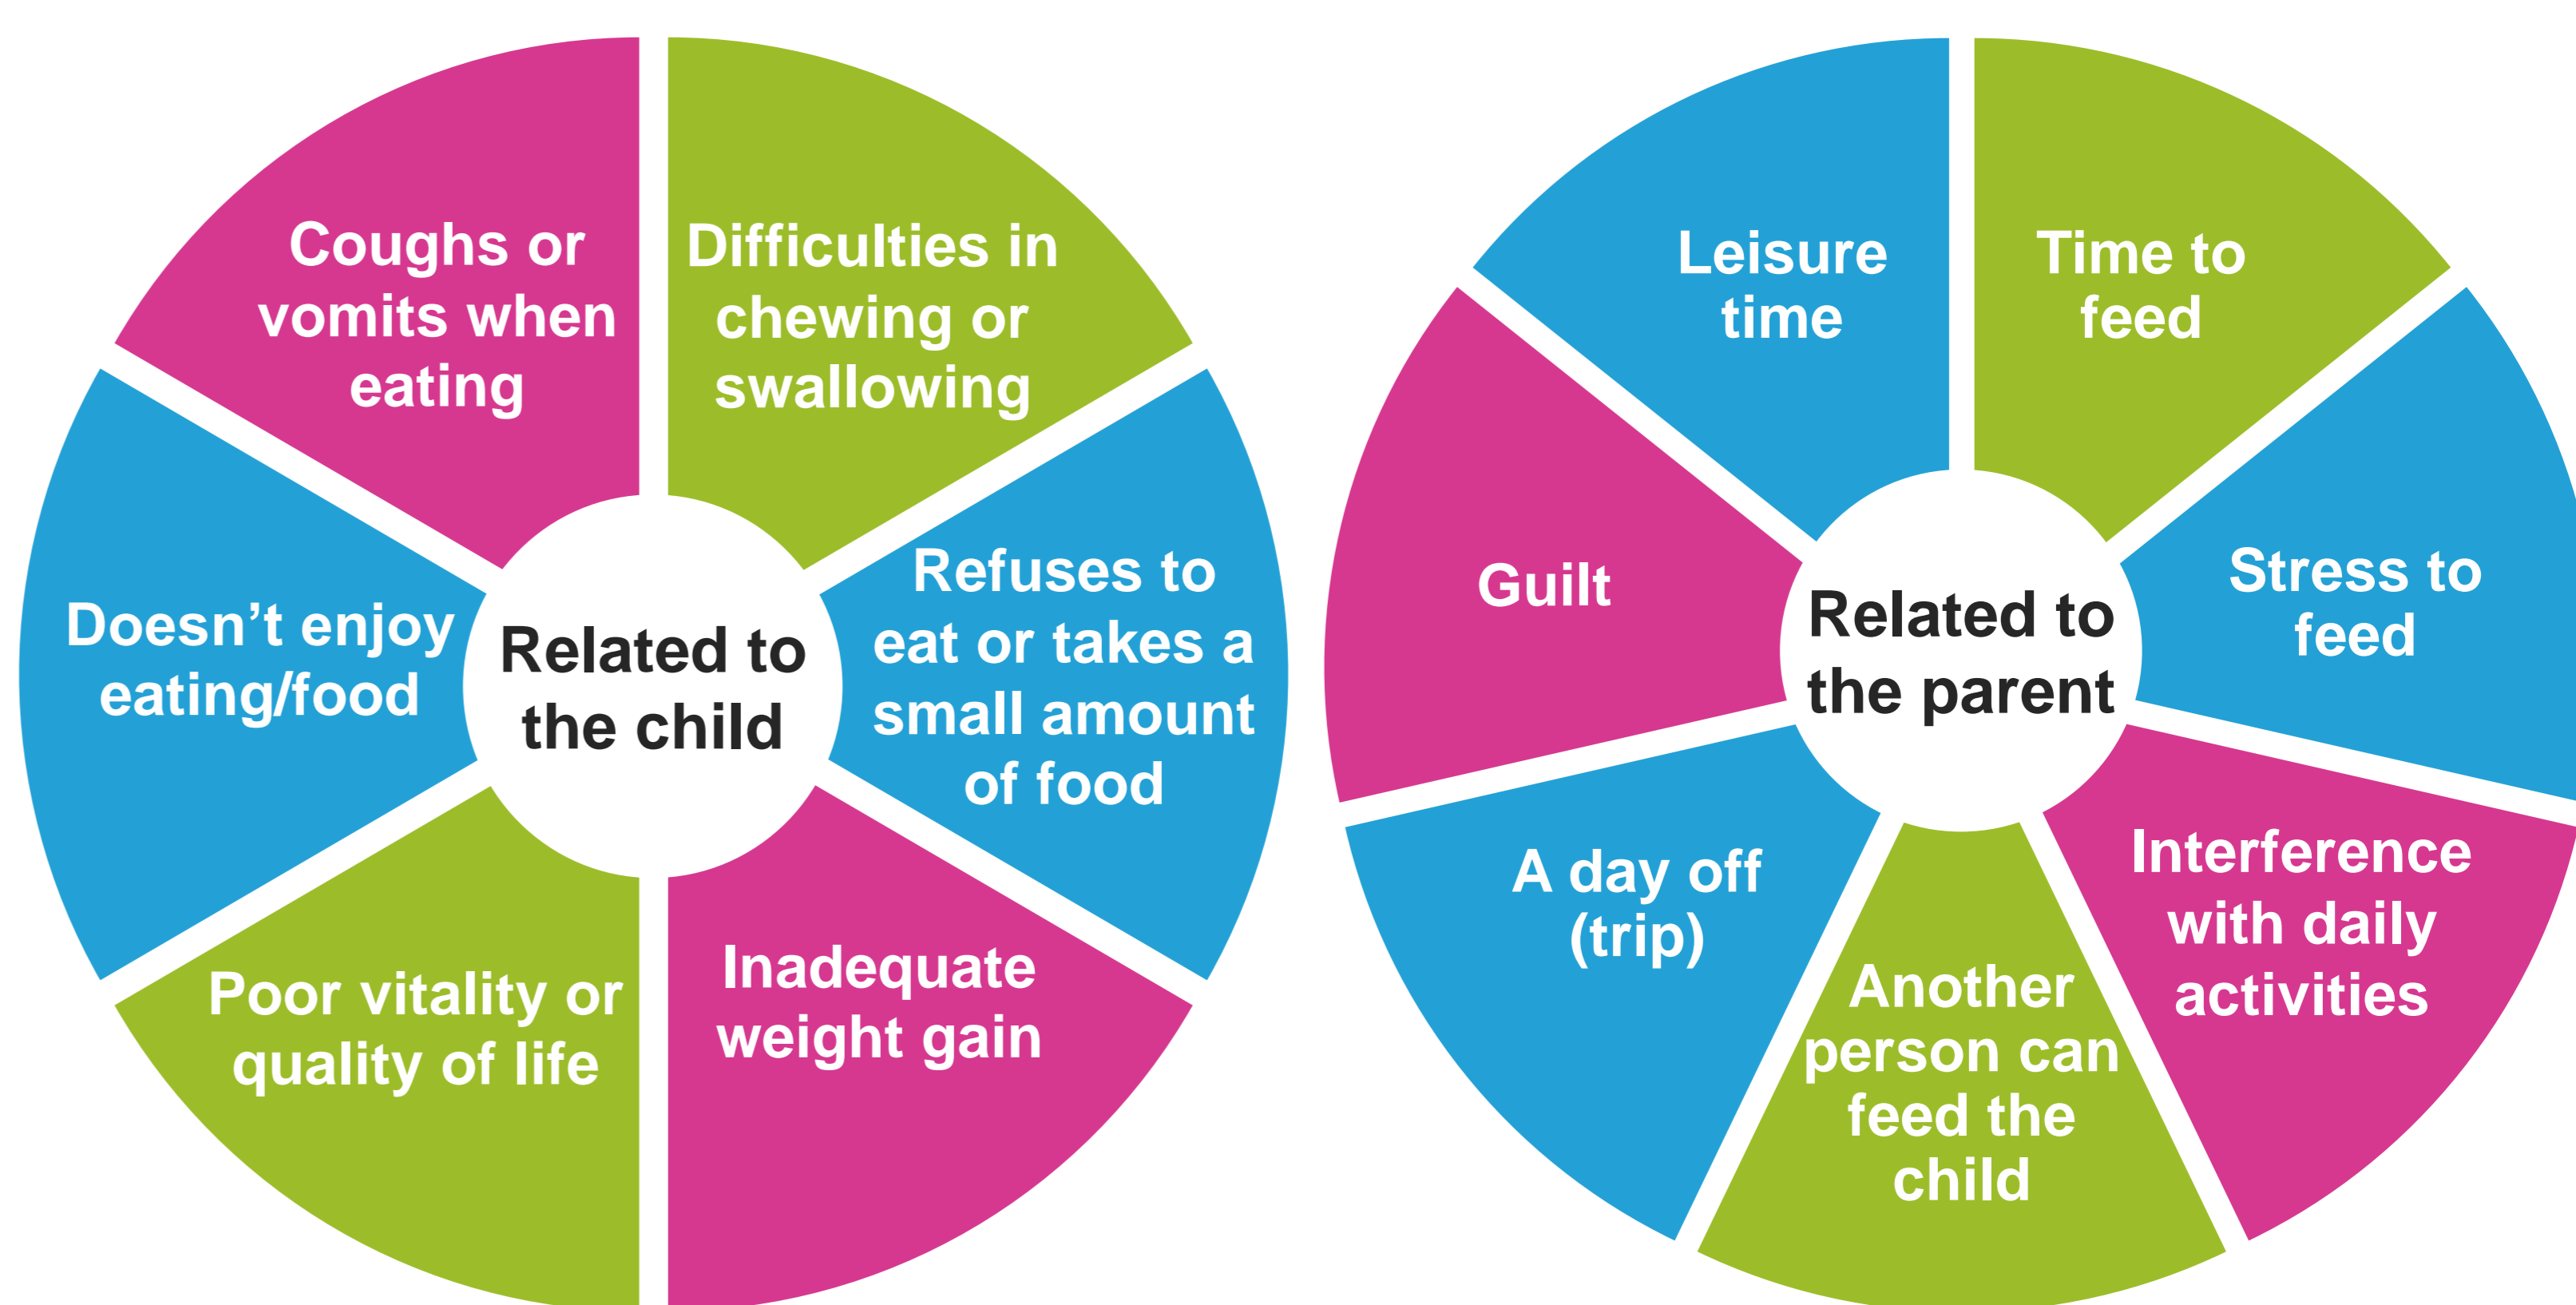 Related to
the child
Difficulties in
chewing or
swallowing
Refuses to
eat or takes a
small amount
of food
Inadequate
weight gain
Poor vitality or
quality of life
Doesn’t enjoy
eating/food
Coughs or
vomits when
eating
Related to
the parent
Time to
feed
Stress to
feed
Interference
with daily
activities
Another
person can
feed the
child
A day off
(trip)
Guilt
Leisure
time